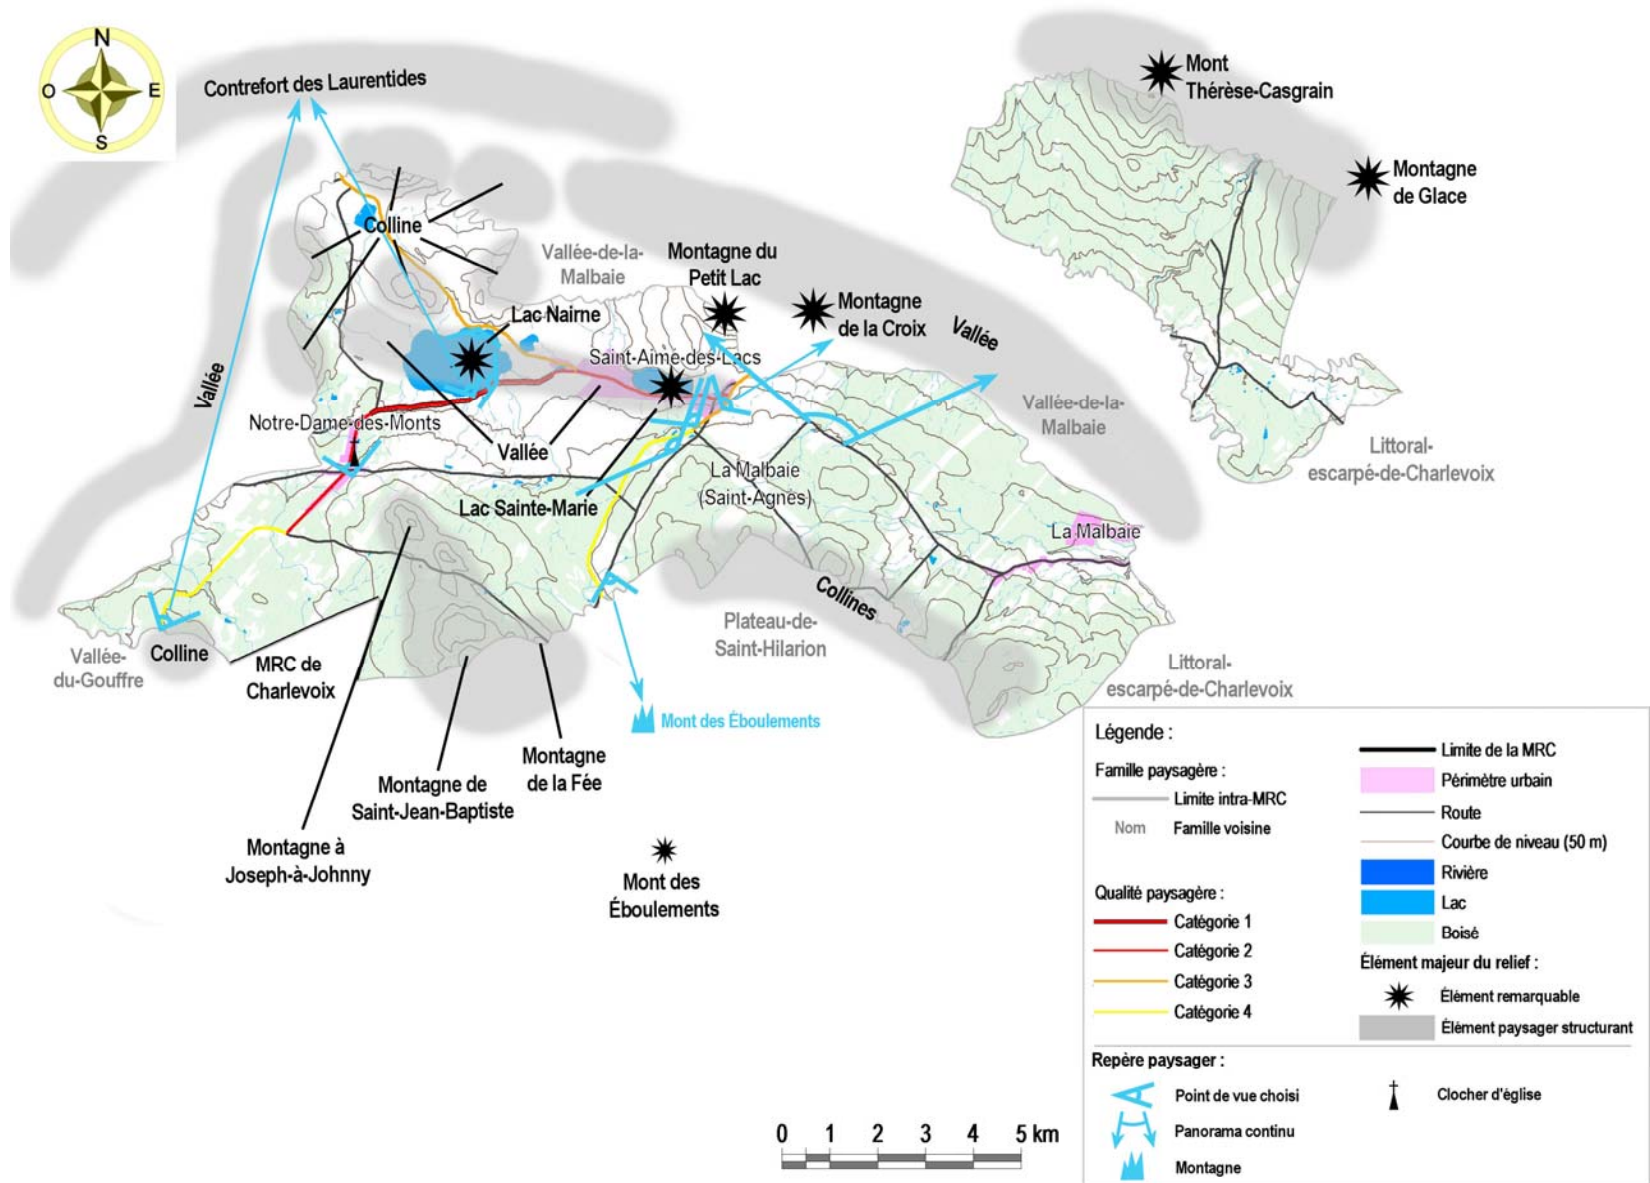 N
O
E
S
Contrefort des Laurentides
Mont
Thérèse-Casgrain
Montagne
de Glace
Colline
Vallée-de-la-
Malbaie
Montagne du
Petit Lac
Montagne
de la Croix
Vallée
Lac Nairne
Saint-Aimé-des-Lacs
Vallée
Notre-Dame-des-Monts
Vallée
Vallée-de-la-
Malbaie
Littoral-
escarpé-de-Charlevoix
La Malbaie
(Saint-Agnès)
Lac Sainte-Marie
La Malbaie
Collines
Plateau-de-
Saint-Hilarion
Vallée-
du-Gouffre
Colline
MRC de
Charlevoix
Littoral-
escarpé-de-Charlevoix
Mont des Éboulements
Montagne
de la Fée
Montagne de
Saint-Jean-Baptiste
Montagne à
Joseph-à-Johnny
Mont des
Éboulements
Légende :
Famille paysagère :
Limite intra-MRC
Nom Famille voisine
Qualité paysagère :
Catégorie 1
Catégorie 2
Catégorie 3
Catégorie 4
Limite de la MRC
Périmètre urbain
Route
Courbe de niveau (50 m)
Rivière
Lac
Boisé
Élément majeur du relief :
Élément remarquable
Élément paysager structurant
Repère paysager :
Point de vue choisi
Panorama continu
Montagne
Clocher d'église
0 1 2 3 4 5 km